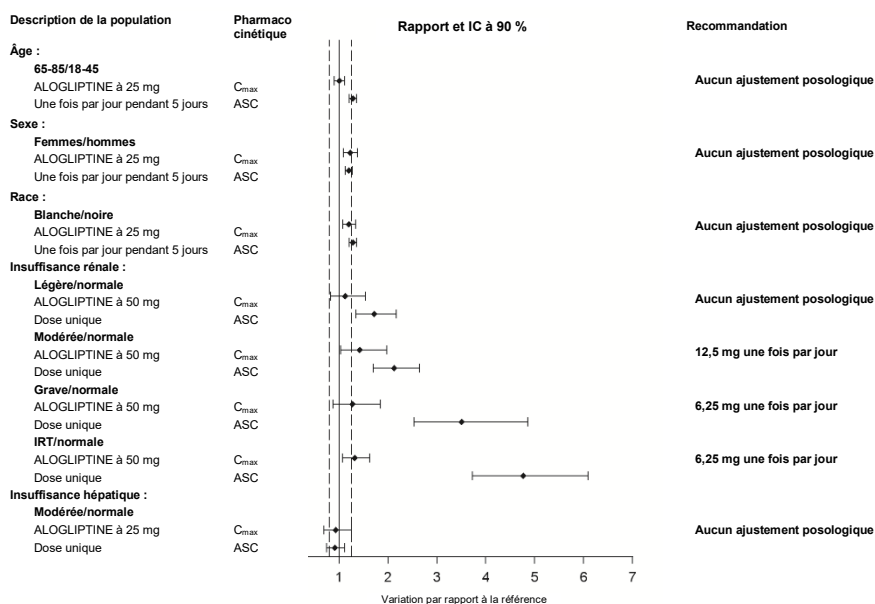 Description de la population Pharmaco Rapport et IC à 90 % Recommandation
cinétique
Âge :
65-85/18-45
ALOGLIPTINE à 25 mg Cmax Aucun ajustement posologique
Une fois par jour pendant 5 jours ASC
Sexe :
Femmes/hommes
ALOGLIPTINE à 25 mg Cmax Aucun ajustement posologique
Une fois par jour pendant 5 jours ASC
Race :
Blanche/noire
ALOGLIPTINE à 25 mg Cmax Aucun ajustement posologique
Une fois par jour pendant 5 jours ASC
Insuffisance rénale :
Légère/normale
ALOGLIPTINE à 50 mg Cmax Aucun ajustement posologique
Dose unique ASC
Modérée/normale
ALOGLIPTINE à 50 mg Cmax 12,5 mg une fois par jour
Dose unique ASC
Grave/normale
ALOGLIPTINE à 50 mg Cmax 6,25 mg une fois par jour
Dose unique ASC
IRT/normale
ALOGLIPTINE à 50 mg Cmax 6,25 mg une fois par jour
Dose unique ASC
Insuffisance hépatique :
Modérée/normale
ALOGLIPTINE à 25 mg Cmax Aucun ajustement posologique
Dose unique ASC
1 2 3 4 5 6 7
Variation par rapport à la référence